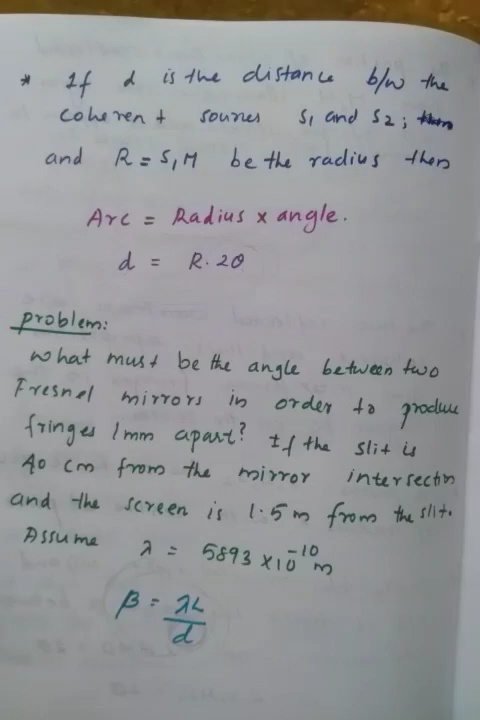 * If d is the distance b/w the
coherent sources S1 and S2;
and R = S1M be the radius then
Arc = Radius x angle.
d = R. 2θ
problem:
what must be the angle between two
Fresnel mirrors in order to produce
fringes 1mm apart? If the slit is
40 cm from the mirror intersectin
and the screen is 1.5 m from the slit.
Assume λ = 5893 x 10^-10 m
β = λL/d